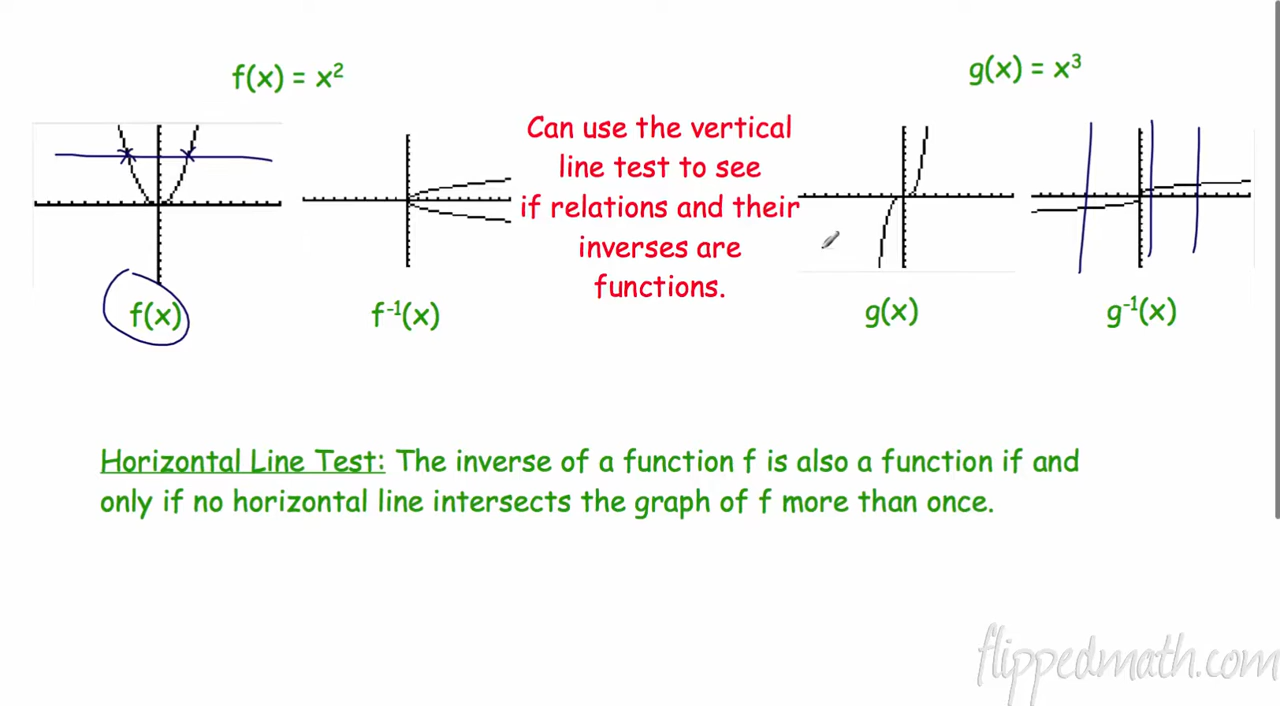 f(x) = x²
g(x) = x³
Can use the vertical
line test to see
if relations and their
inverses are
functions.
f(x)
f⁻¹(x)
g(x)
g⁻¹(x)
Horizontal Line Test: The inverse of a function f is also a function if and
only if no horizontal line intersects the graph of f more than once.
flippedmath.com